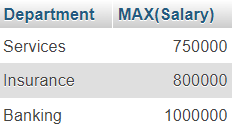 Department MAX(Salary)
Services 750000
Insurance 800000
Banking 1000000